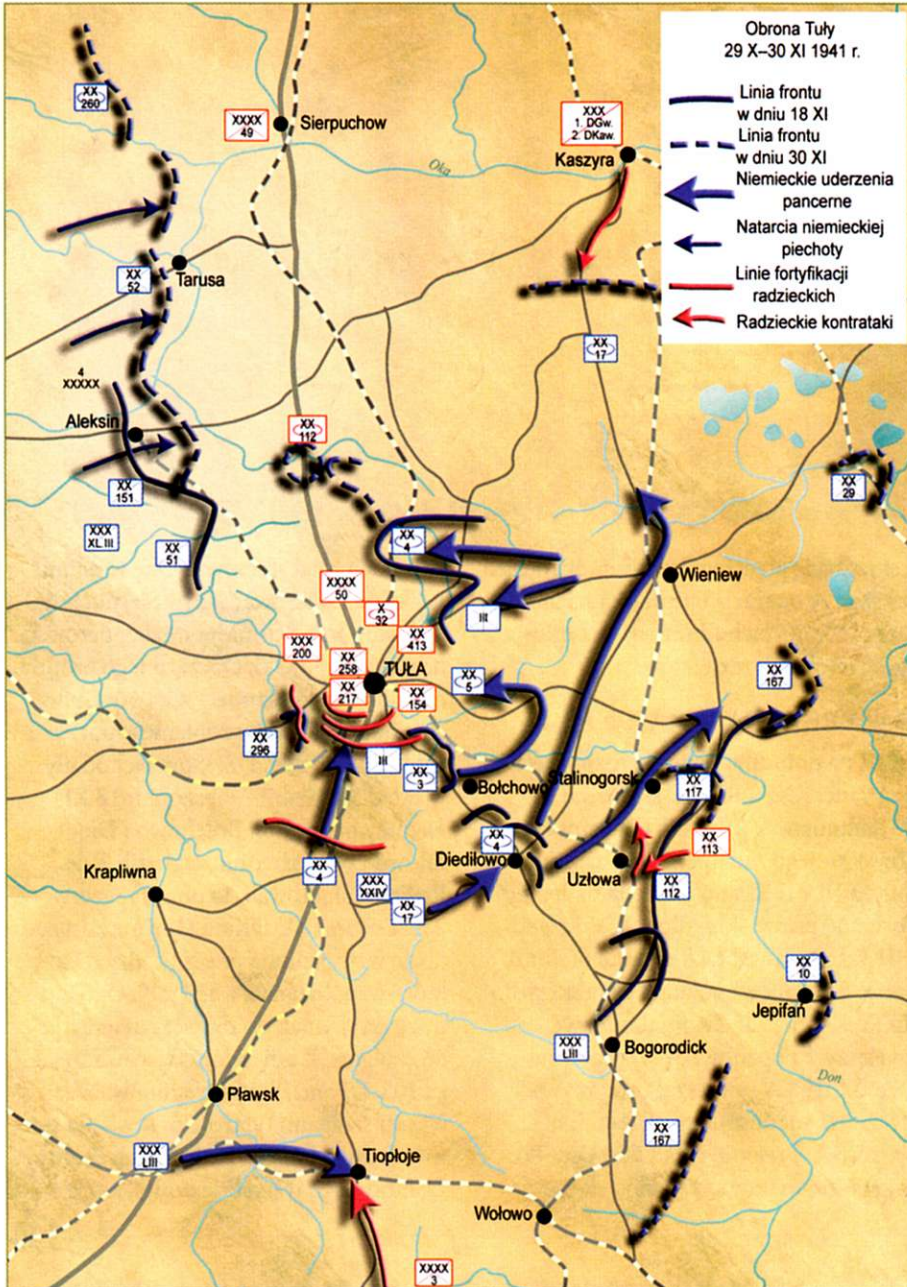 Obrona Tuły
29 X–30 XI 1941 r.
Linia frontu
w dniu 18 XI
Linia frontu
w dniu 30 XI
Niemieckie uderzenia
pancerne
Natarcia niemieckiej
piechoty
Linie fortyfikacji
radzieckich
Radzieckie kontrataki
XX
260
XXXX
49
Sierpuchow
XXX
1. DGw.
2. DKaw.
Kaszyra
Oka
XX
52
Tarusa
XX
17
4
XXXXX
Aleksin
XX
112
XX
151
XX
29
XXX
XLIII
XX
51
XX
4
Wieniew
XXXX
50
X
32
III
XX
413
XXX
200
XX
258
TUŁA
XX
217
XX
154
XX
5
XX
167
XX
296
III
XX
3
Bołchowo
Stalinogorsk
XX
117
XX
4
Diediłowo
Uzłowa
XX
113
XX
112
Krapliwna
XX
4
XXX
XXIV
XX
17
XX
10
Jepifań
XXX
LIII
Bogorodick
Don
Pławsk
XX
167
XXX
LIII
Tiopłoje
Wołowo
XXXX
3